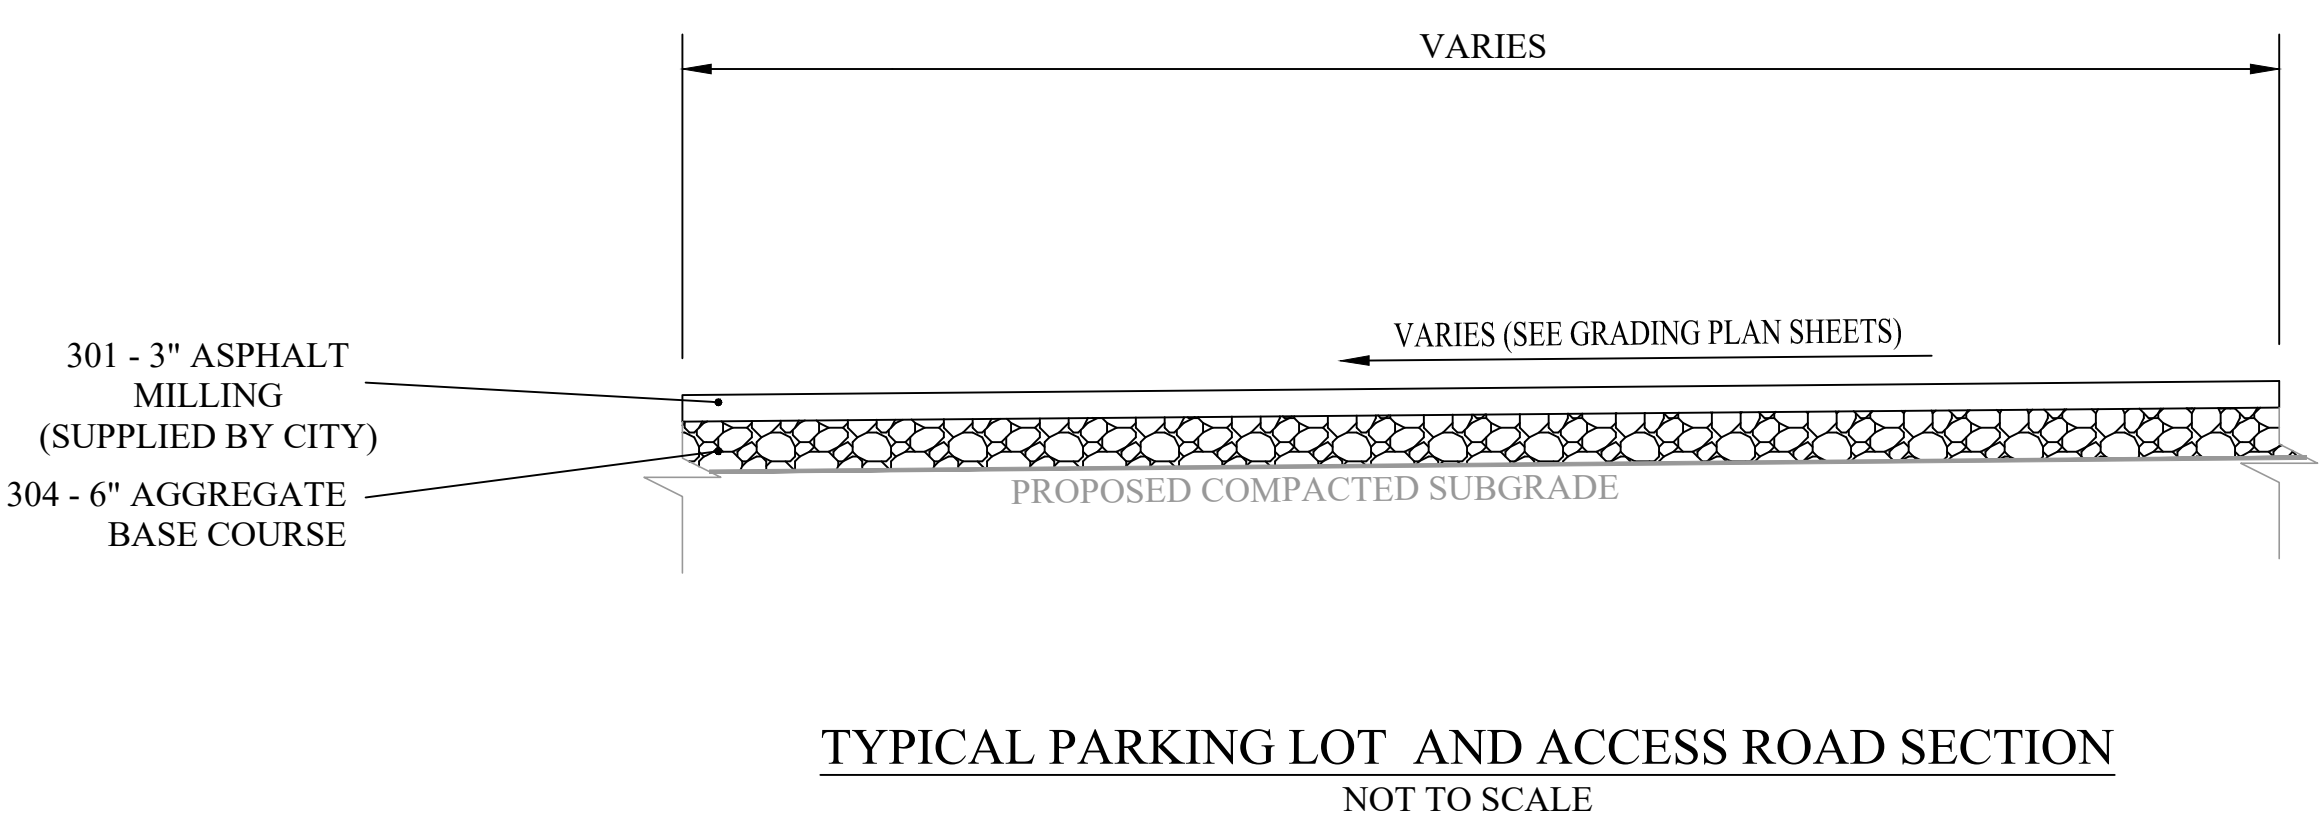 VARIES
VARIES (SEE GRADING PLAN SHEETS)
301 - 3" ASPHALT
MILLING
(SUPPLIED BY CITY)
304 - 6" AGGREGATE
BASE COURSE
PROPOSED COMPACTED SUBGRADE
TYPICAL PARKING LOT AND ACCESS ROAD SECTION
NOT TO SCALE